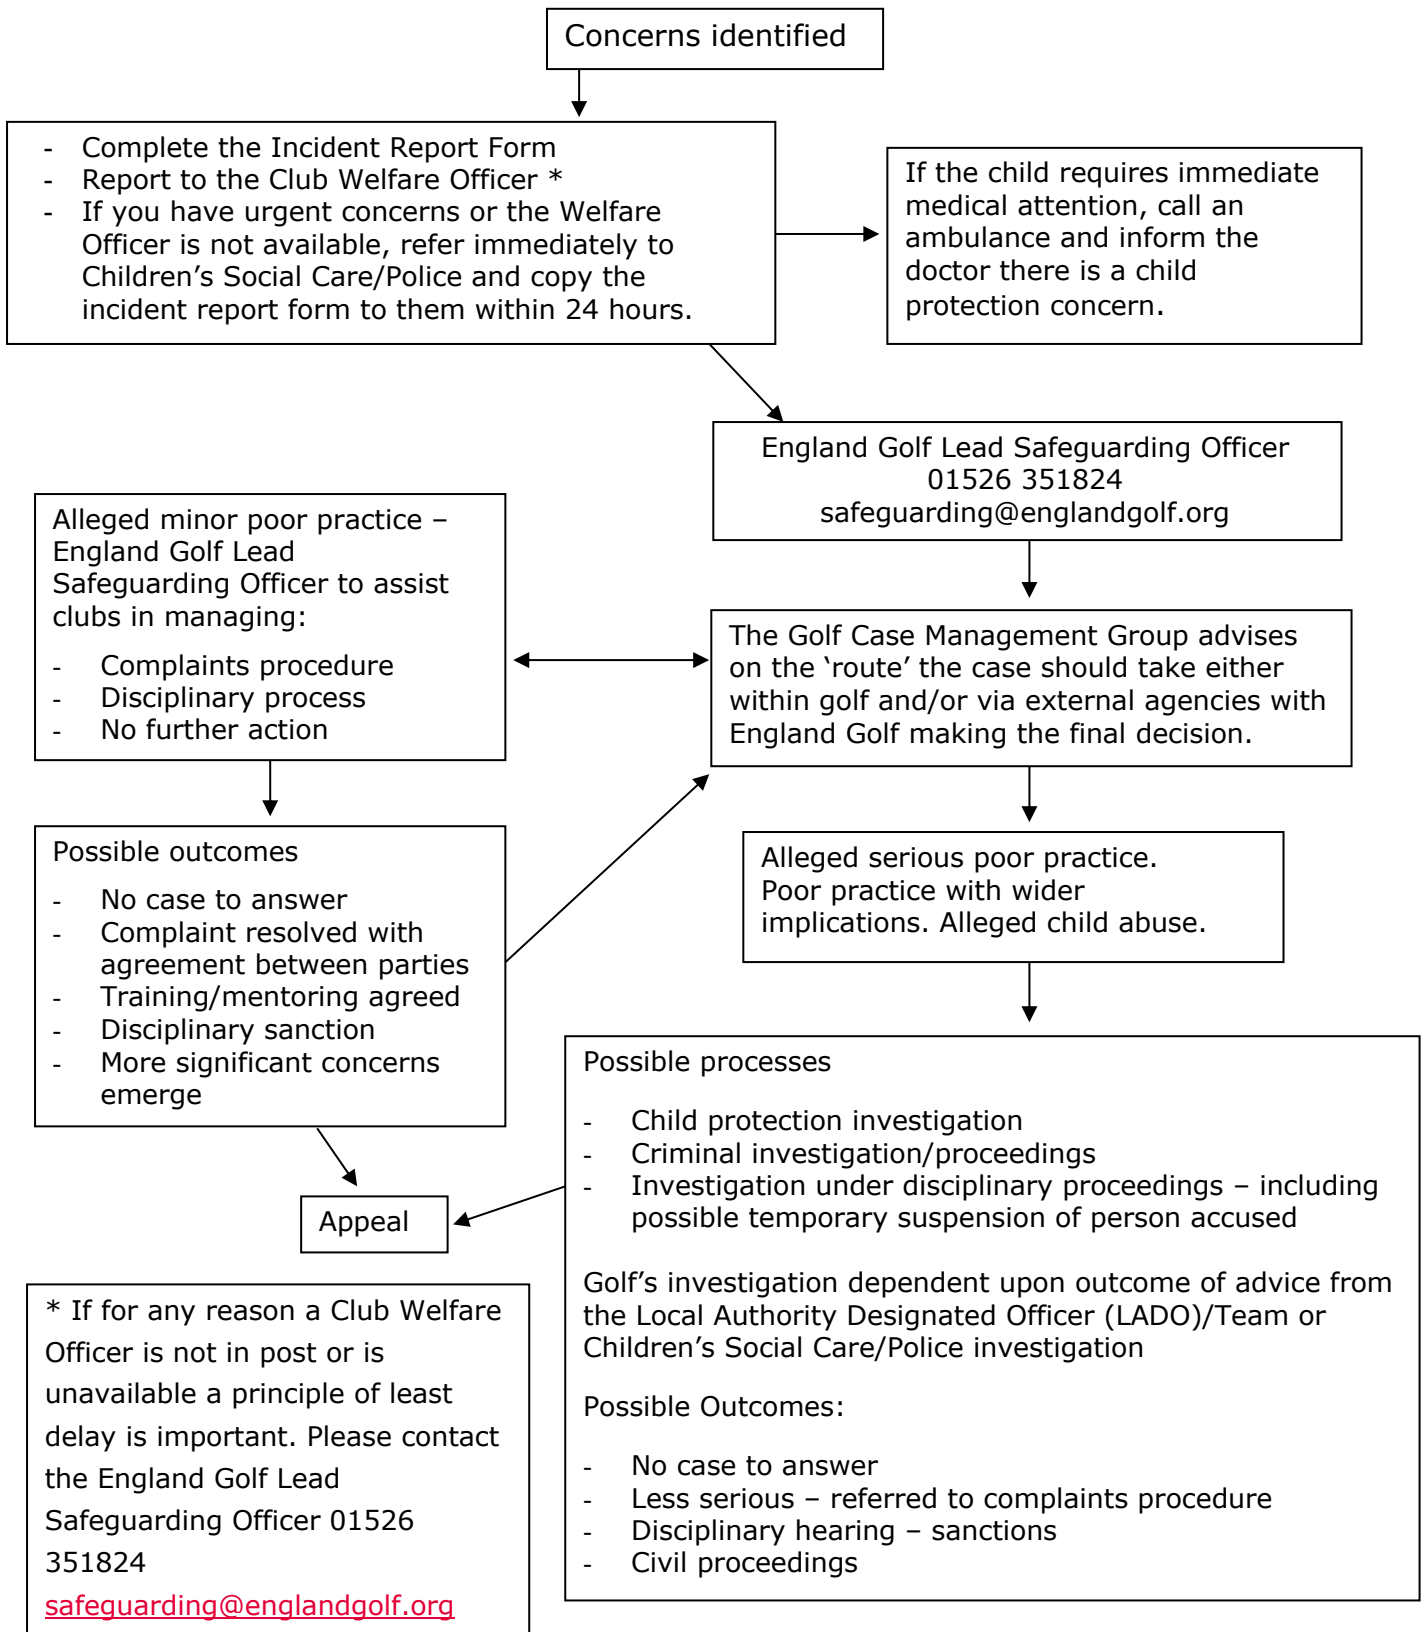 Concerns identified
- Complete the Incident Report Form
- Report to the Club Welfare Officer *
- If you have urgent concerns or the Welfare
Officer is not available, refer immediately to
Children’s Social Care/Police and copy the
incident report form to them within 24 hours.
If the child requires immediate
medical attention, call an
ambulance and inform the
doctor there is a child
protection concern.
England Golf Lead Safeguarding Officer
01526 351824
safeguarding@englandgolf.org
Alleged minor poor practice –
England Golf Lead
Safeguarding Officer to assist
clubs in managing:
- Complaints procedure
- Disciplinary process
- No further action
The Golf Case Management Group advises
on the ‘route’ the case should take either
within golf and/or via external agencies with
England Golf making the final decision.
Possible outcomes
- No case to answer
- Complaint resolved with
agreement between parties
- Training/mentoring agreed
- Disciplinary sanction
- More significant concerns
emerge
Alleged serious poor practice.
Poor practice with wider
implications. Alleged child abuse.
Possible processes
- Child protection investigation
- Criminal investigation/proceedings
- Investigation under disciplinary proceedings – including
possible temporary suspension of person accused
Golf’s investigation dependent upon outcome of advice from
the Local Authority Designated Officer (LADO)/Team or
Children’s Social Care/Police investigation
Possible Outcomes:
- No case to answer
- Less serious – referred to complaints procedure
- Disciplinary hearing – sanctions
- Civil proceedings
Appeal
* If for any reason a Club Welfare
Officer is not in post or is
unavailable a principle of least
delay is important. Please contact
the England Golf Lead
Safeguarding Officer 01526
351824
safeguarding@englandgolf.org